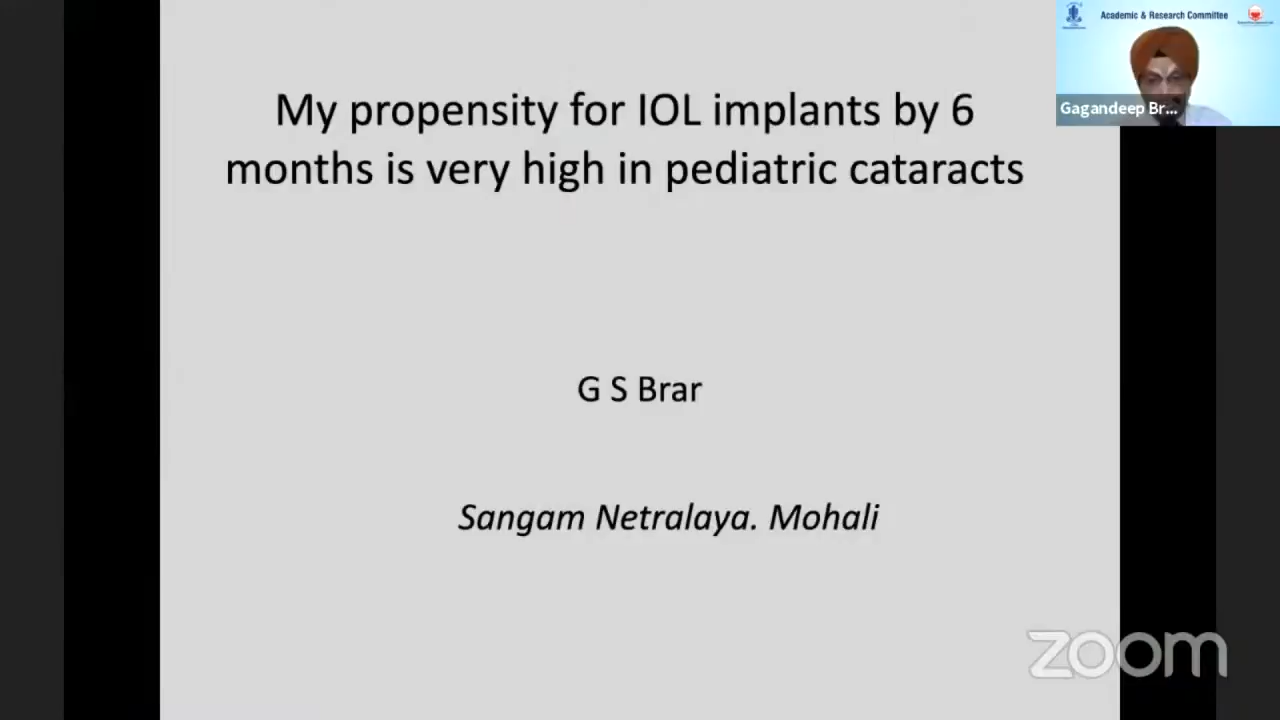 Academic & Research Committee
Gagandeep Br...
My propensity for IOL implants by 6
months is very high in pediatric cataracts
G S Brar
Sangam Netralaya. Mohali
zoom